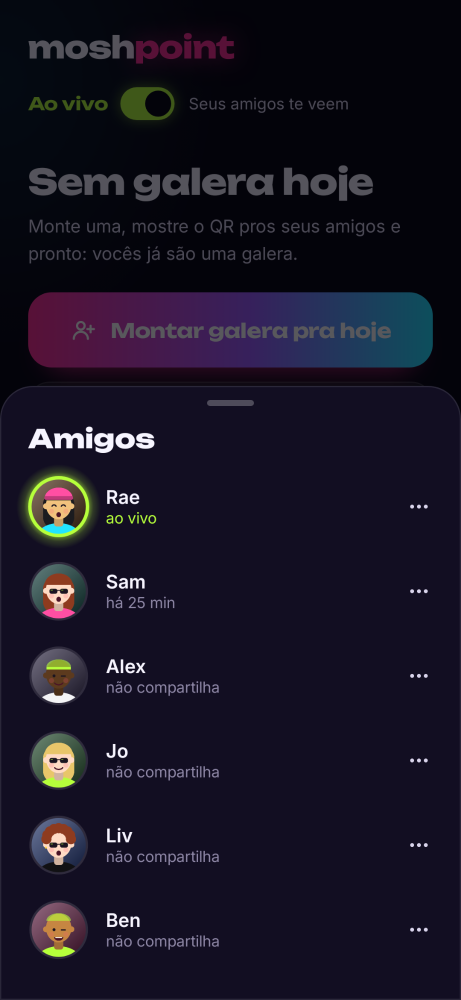 moshpoint
Ao vivo
Seus amigos te veem
Sem galera hoje
Monte uma, mostre o QR pros seus amigos e
pronto: vocês já são uma galera.
Montar galera pra hoje
Amigos
Rae
ao vivo
Sam
há 25 min
Alex
não compartilha
Jo
não compartilha
Liv
não compartilha
Ben
não compartilha